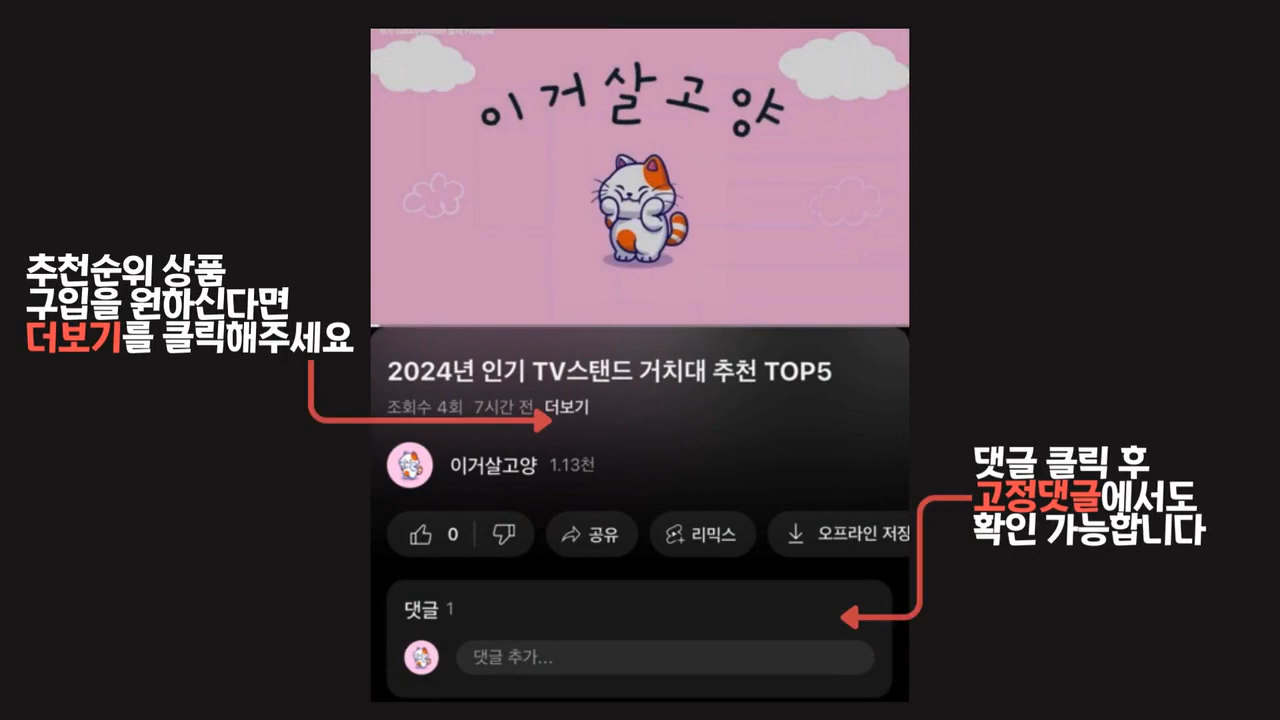 이거살고양
추천순위 상품
구입을 원하신다면
더보기를 클릭해주세요
2024년 인기 TV스탠드 거치대 추천 TOP5
조회수 4회 7시간 전 더보기
이거살고양 1.13천
0 공유 리믹스 오프라인 저장
댓글 클릭 후
고정댓글에서도
확인 가능합니다
댓글 1
댓글 추가...